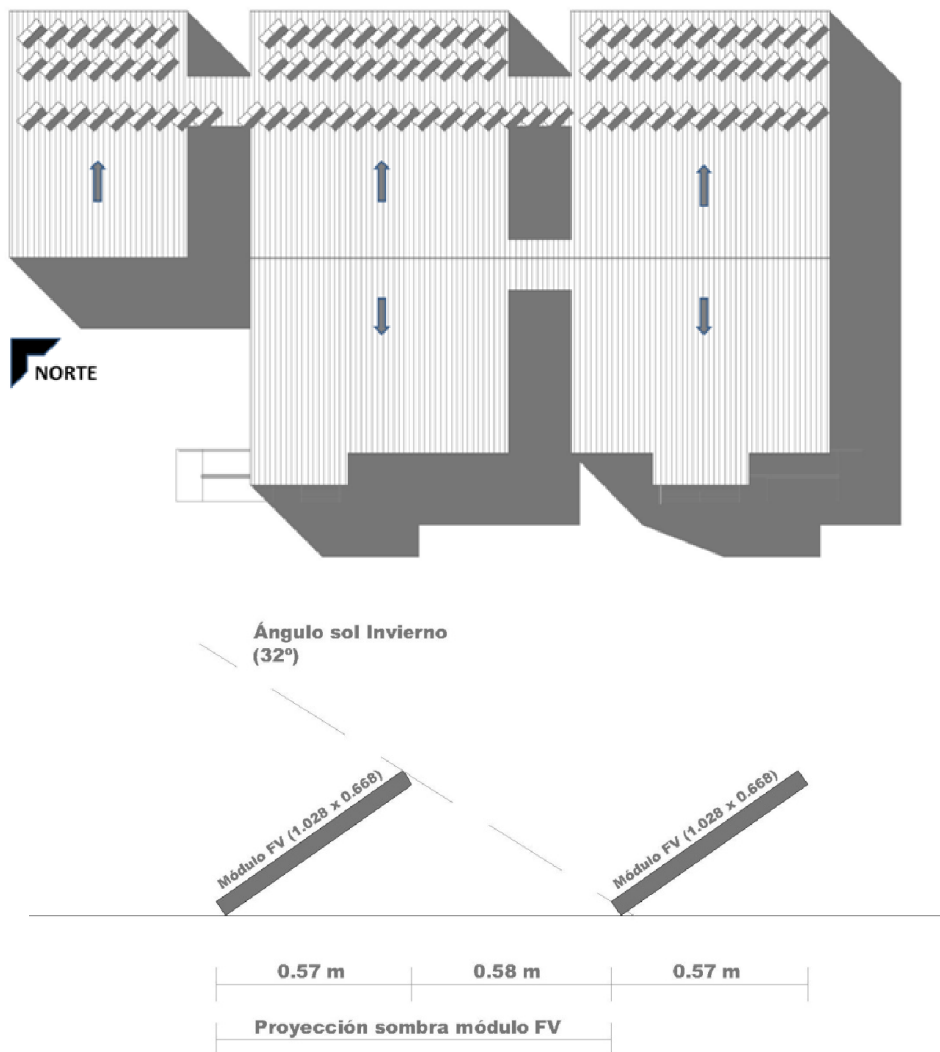 NORTE
Ángulo sol Invierno
(32º)
Módulo FV (1.028 x 0.668)
Módulo FV (1.028 x 0.668)
0.57 m
0.58 m
0.57 m
Proyección sombra módulo FV